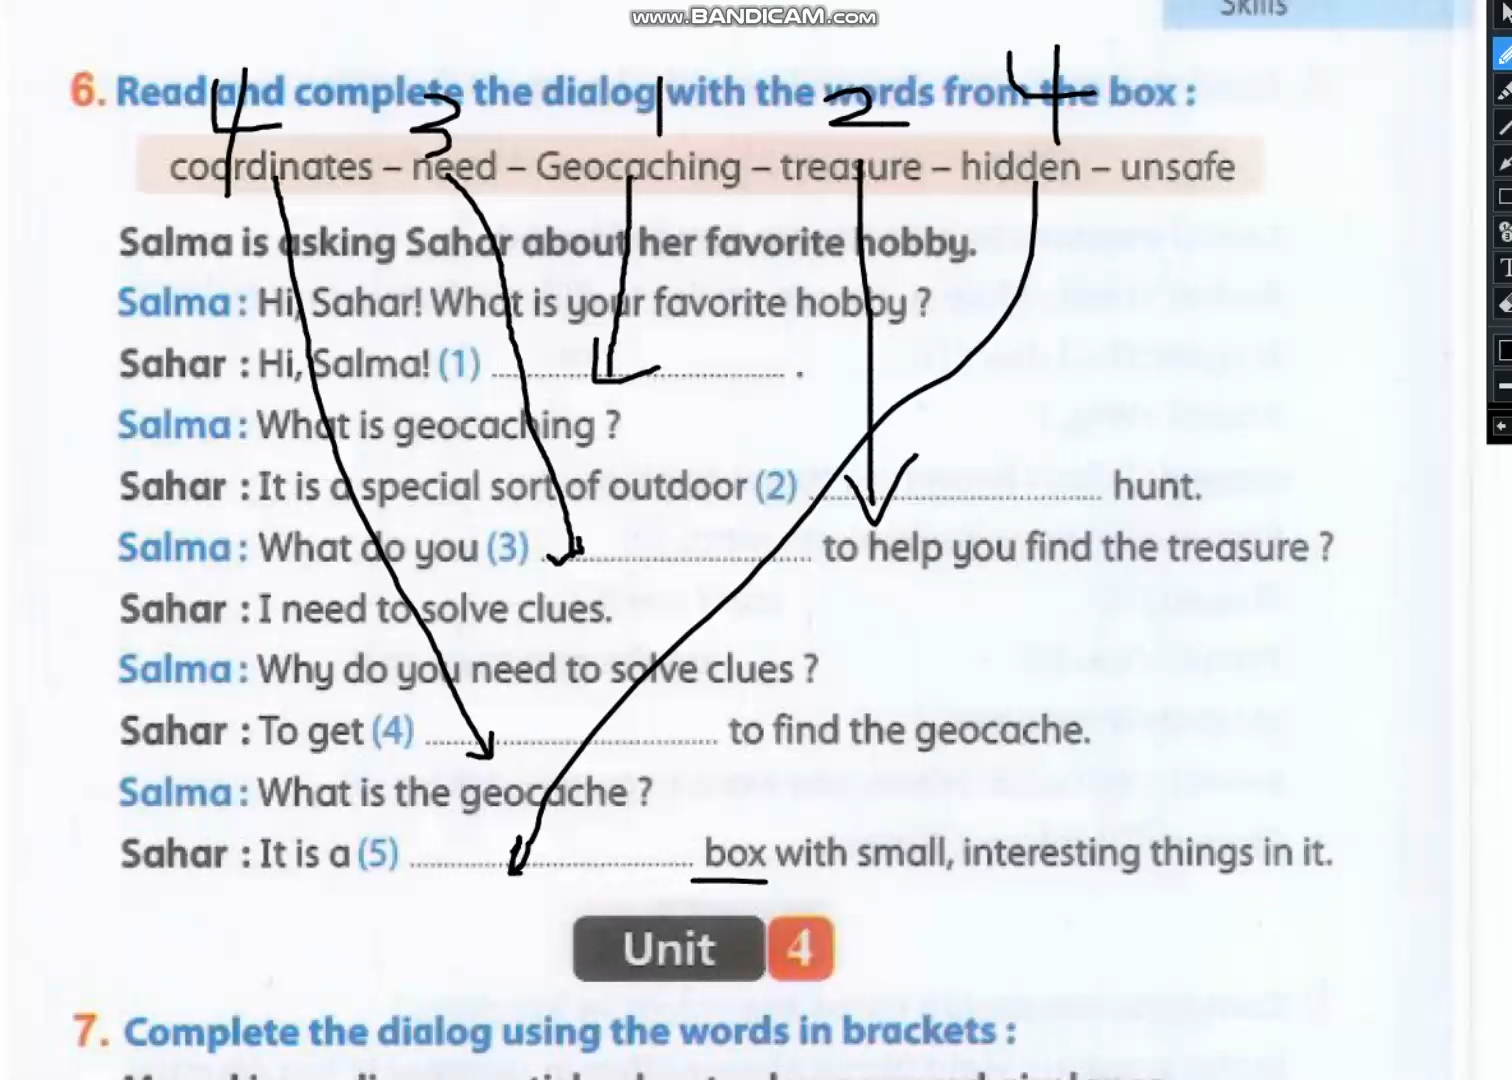 www.BANDICAM.com
Skills
6. Read and complete the dialog with the words from the box :
4 3 1 2 4
coordinates – need – Geocaching – treasure – hidden – unsafe
Salma is asking Sahar about her favorite hobby.
Salma : Hi, Sahar! What is your favorite hobby ?
Sahar : Hi, Salma! (1) .................... .
Salma : What is geocaching ?
Sahar : It is a special sort of outdoor (2) .................... hunt.
Salma : What do you (3) .................... to help you find the treasure ?
Sahar : I need to solve clues.
Salma : Why do you need to solve clues ?
Sahar : To get (4) .................... to find the geocache.
Salma : What is the geocache ?
Sahar : It is a (5) .................... box with small, interesting things in it.
Unit 4
7. Complete the dialog using the words in brackets :